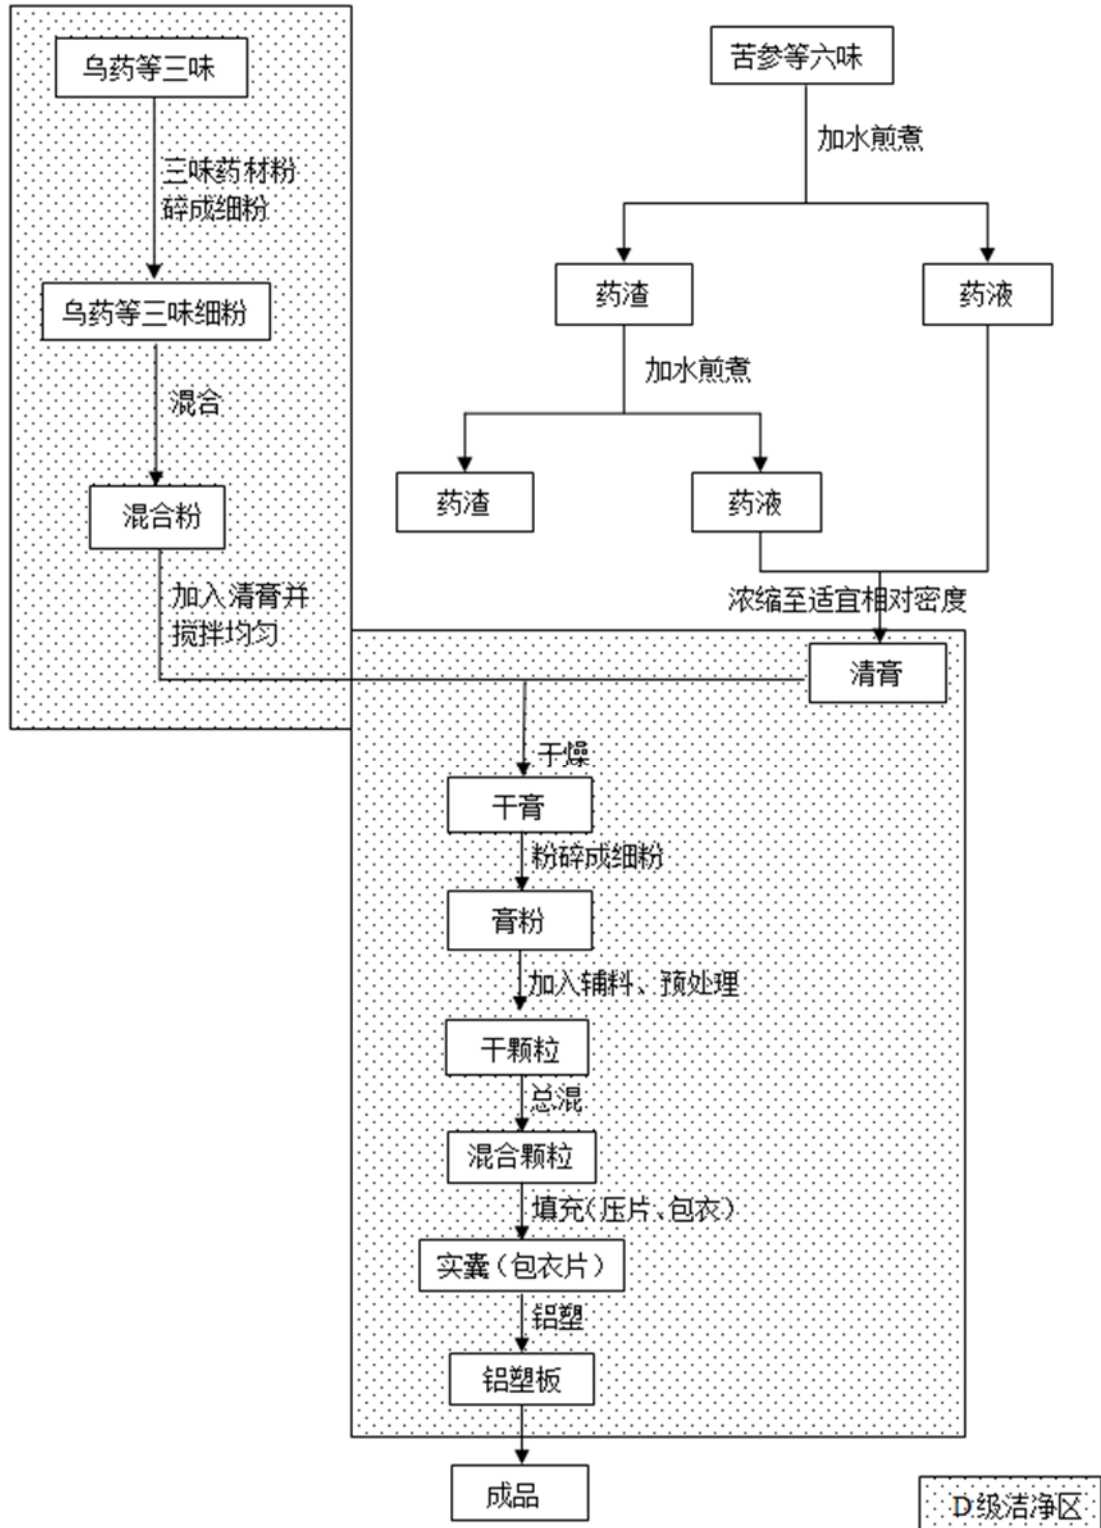 乌药等三味
三味药材粉
碎成细粉
乌药等三味细粉
混合
混合粉
加入清膏并
搅拌均匀
苦参等六味
加水煎煮
药渣
药液
加水煎煮
药渣
药液
浓缩至适宜相对密度
清膏
干燥
干膏
粉碎成细粉
膏粉
加入辅料、预处理
干颗粒
总混
混合颗粒
填充(压片、包衣)
实囊(包衣片)
铝塑
铝塑板
成品
D级洁净区